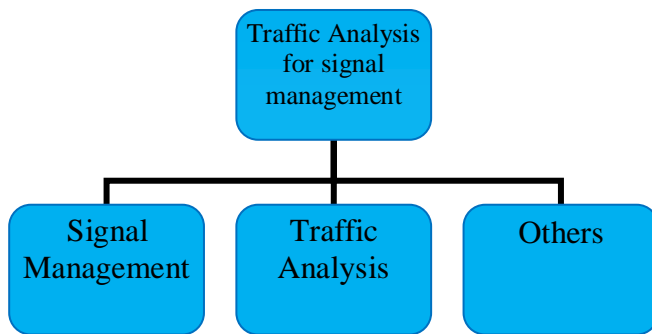 Traffic Analysis
for signal
management
Signal
Management
Traffic
Analysis
Others